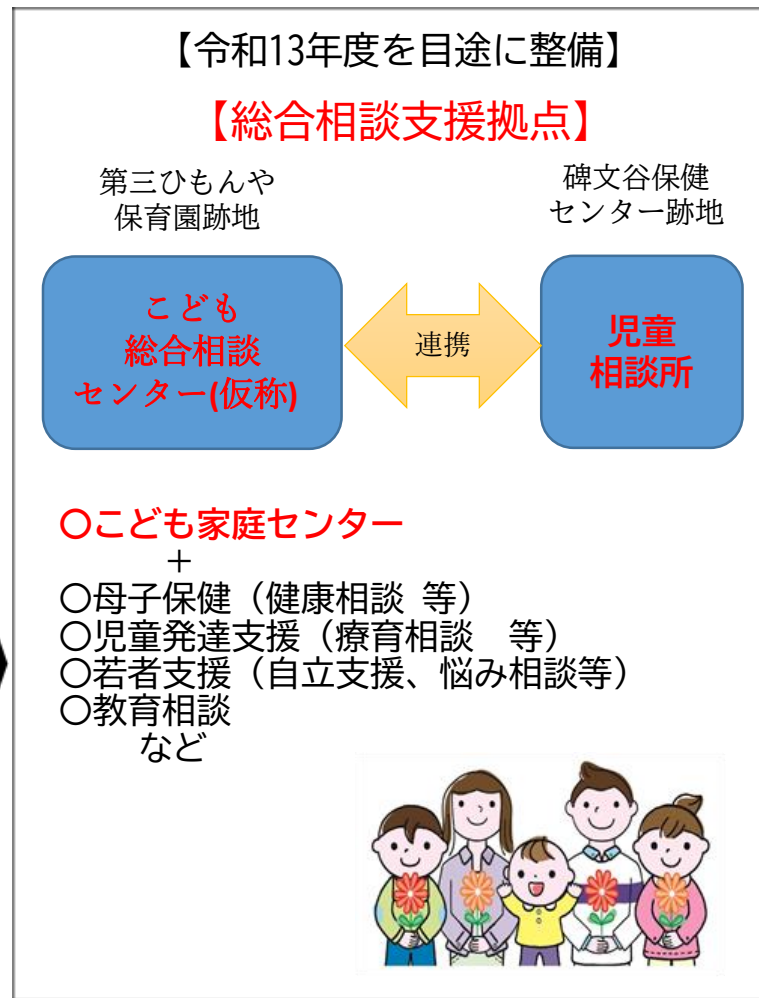 【令和13年度を目途に整備】
【総合相談支援拠点】
第三ひもんや
保育園跡地
碑文谷保健
センター跡地
こども
総合相談
センター(仮称)
連携
児童
相談所
〇こども家庭センター
+
〇母子保健（健康相談 等）
〇児童発達支援（療育相談　等）
〇若者支援（自立支援、悩み相談等）
〇教育相談
など